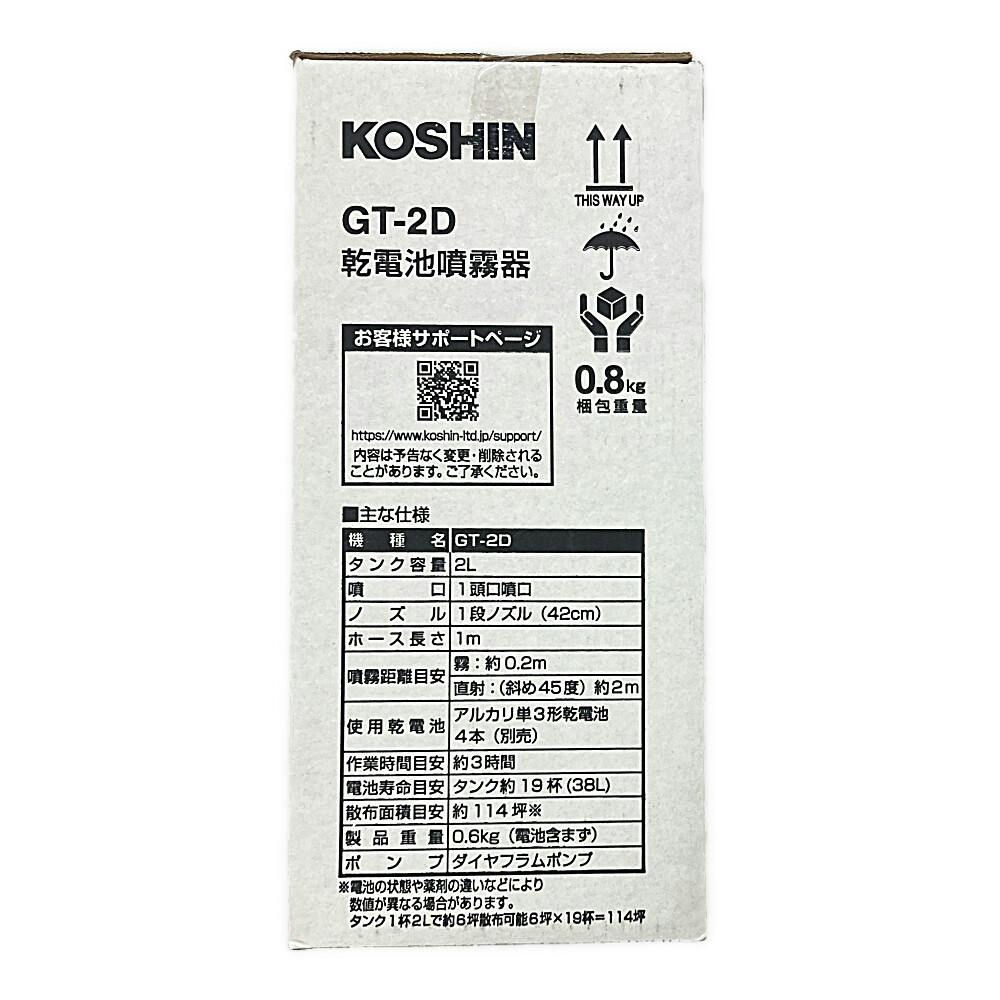 KOSHIN
THIS WAY UP
GT-2D
乾電池噴霧器
0.8kg
梱包重量
お客様サポートページ
https://www.koshin-ltd.jp/support/
内容は予告なく変更・削除される
ことがあります。ご了承ください。
■主な仕様
機種名 GT-2D
タンク容量 2L
噴口 1頭口噴口
ノズル 1段ノズル（42cm）
ホース長さ 1m
噴霧距離目安 霧：約0.2m
直射：（斜め45度）約2m
使用乾電池 アルカリ単3形乾電池
4本（別売）
作業時間目安 約3時間
電池寿命目安 タンク約19杯(38L)
散布面積目安 約114坪※
製品重量 0.6kg（電池含まず）
ポンプ ダイヤフラムポンプ
※電池の状態や薬剤の違いなどにより
数値が異なる場合があります。
タンク1杯2Lで約6坪散布可能6坪×19杯＝114坪